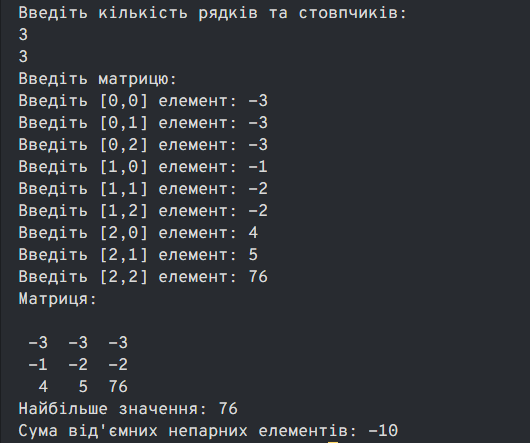 Введіть кількість рядків та стовпчиків:
3
3
Введіть матрицю:
Введіть [0,0] елемент: -3
Введіть [0,1] елемент: -3
Введіть [0,2] елемент: -3
Введіть [1,0] елемент: -1
Введіть [1,1] елемент: -2
Введіть [1,2] елемент: -2
Введіть [2,0] елемент: 4
Введіть [2,1] елемент: 5
Введіть [2,2] елемент: 76
Матриця:
-3 -3 -3
-1 -2 -2
4 5 76
Найбільше значення: 76
Сума від'ємних непарних елементів: -10